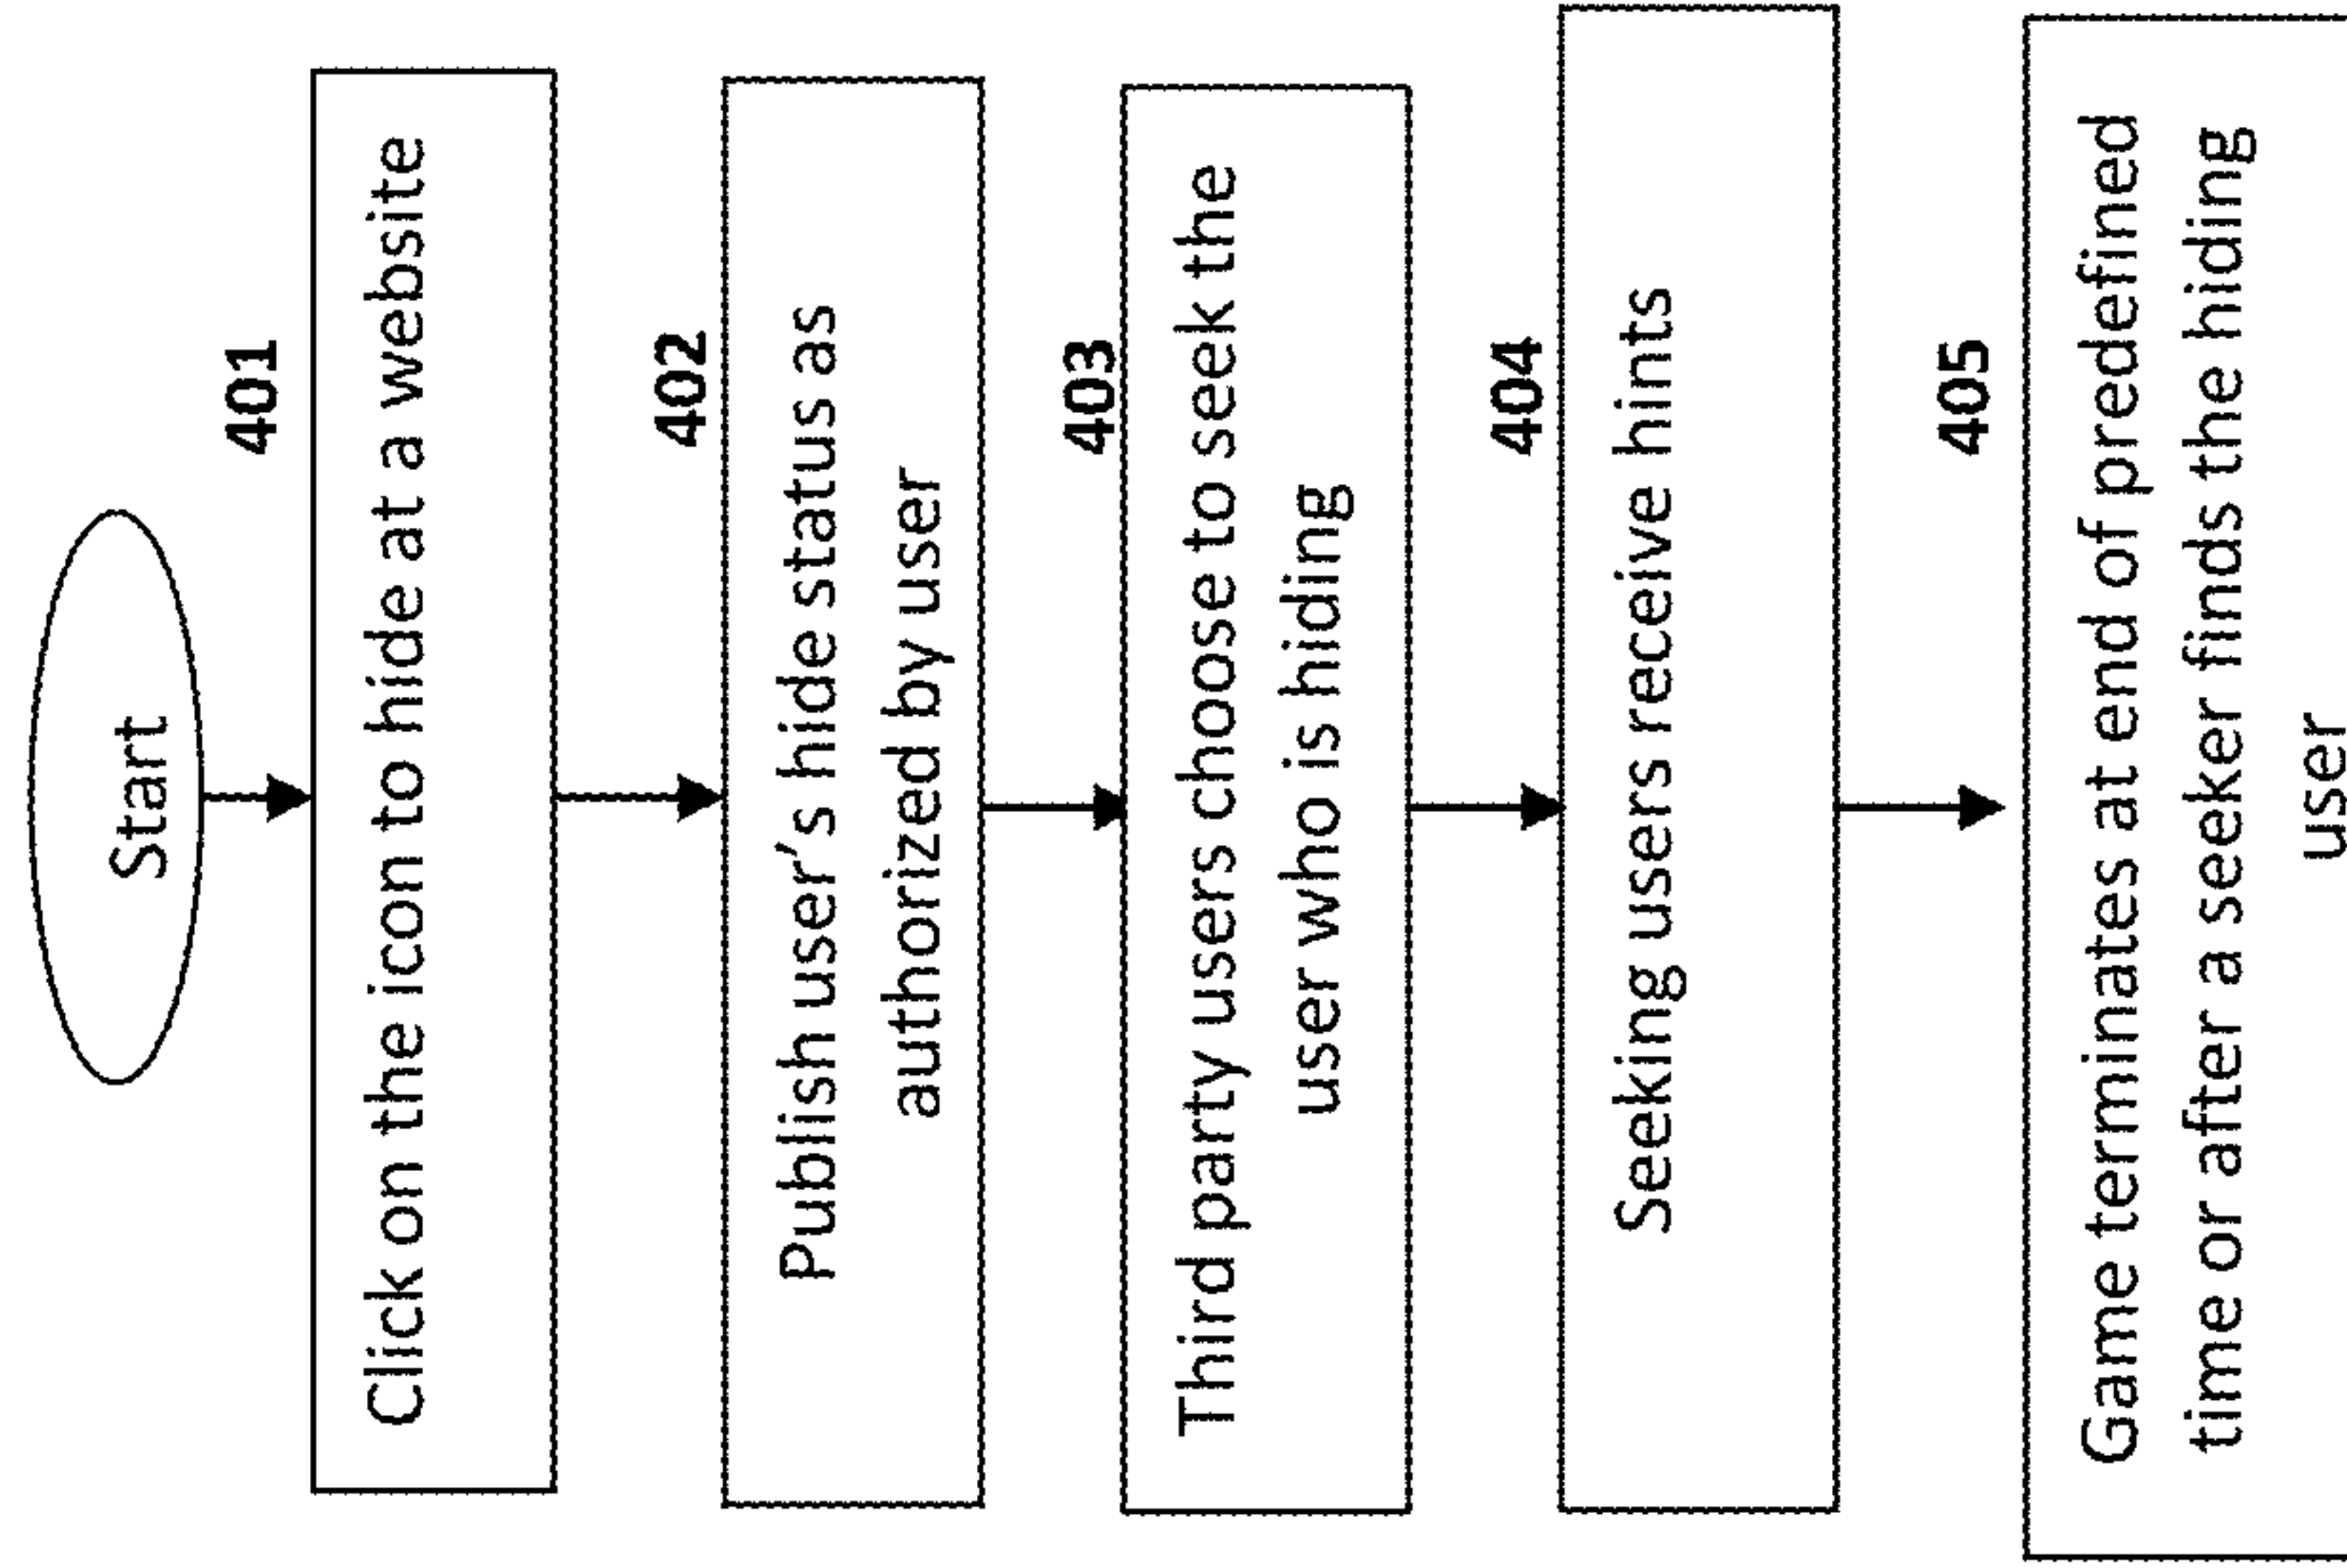 Start
401
Click on the icon to hide at a website
402
Publish user's hide status as
authorized by user
403
Third party users choose to seek the
user who is hiding
404
Seeking users receive hints
405
Game terminates at end of predefined
time or after a seeker finds the hiding
user